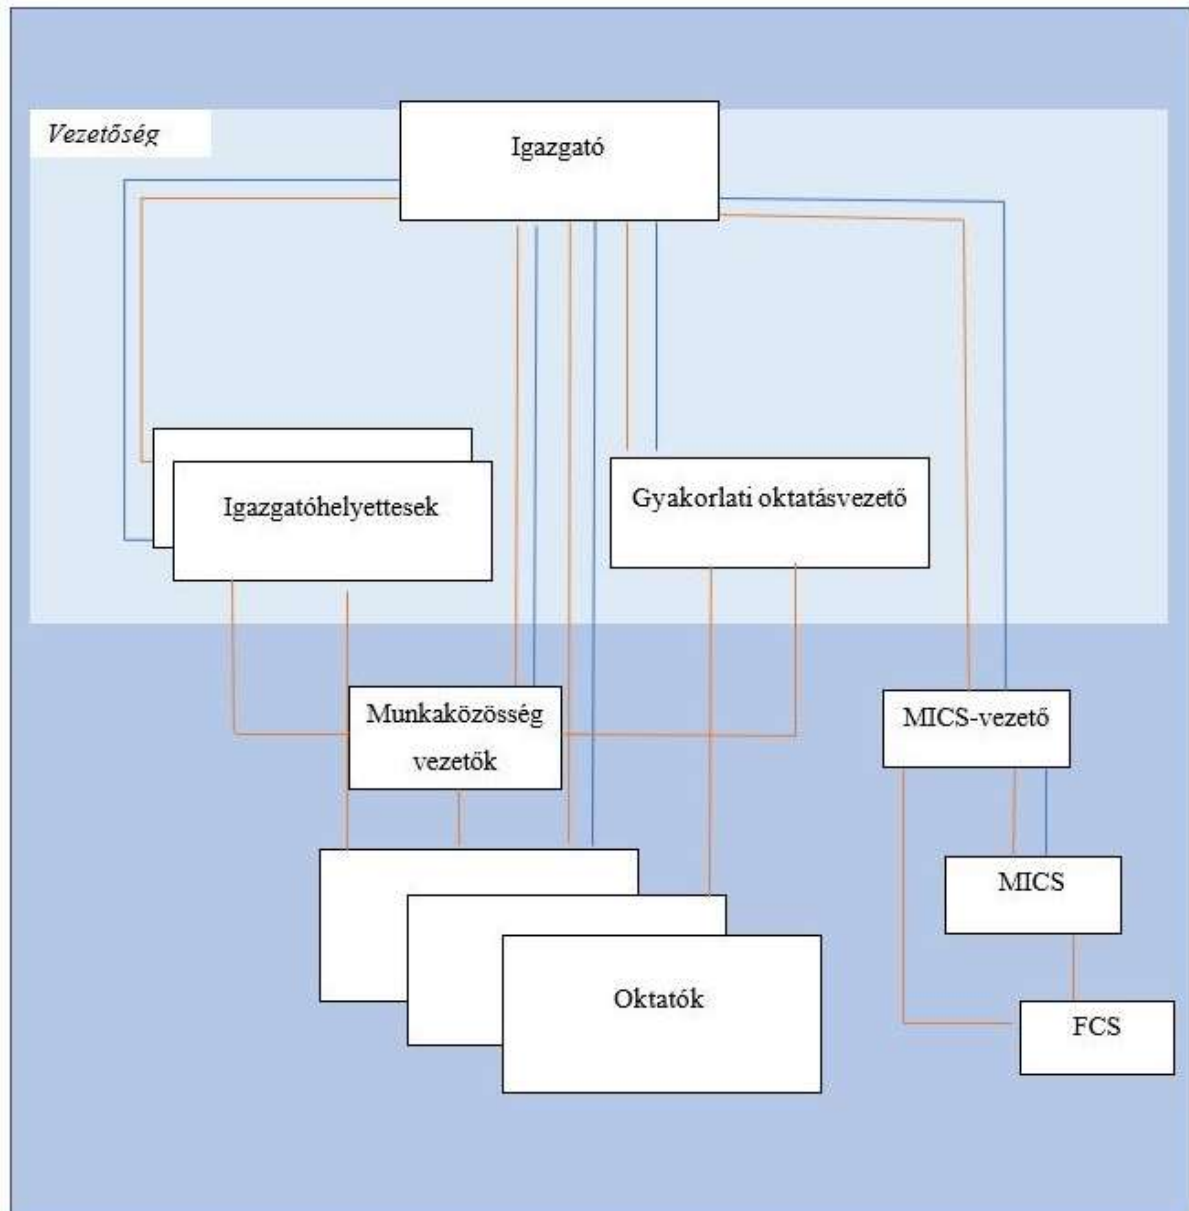 Vezetőség
Igazgató
Igazgatóhelyettesek
Gyakorlati oktatásvezető
Munkaközösség
vezetők
MICS-vezető
MICS
Oktatók
FCS